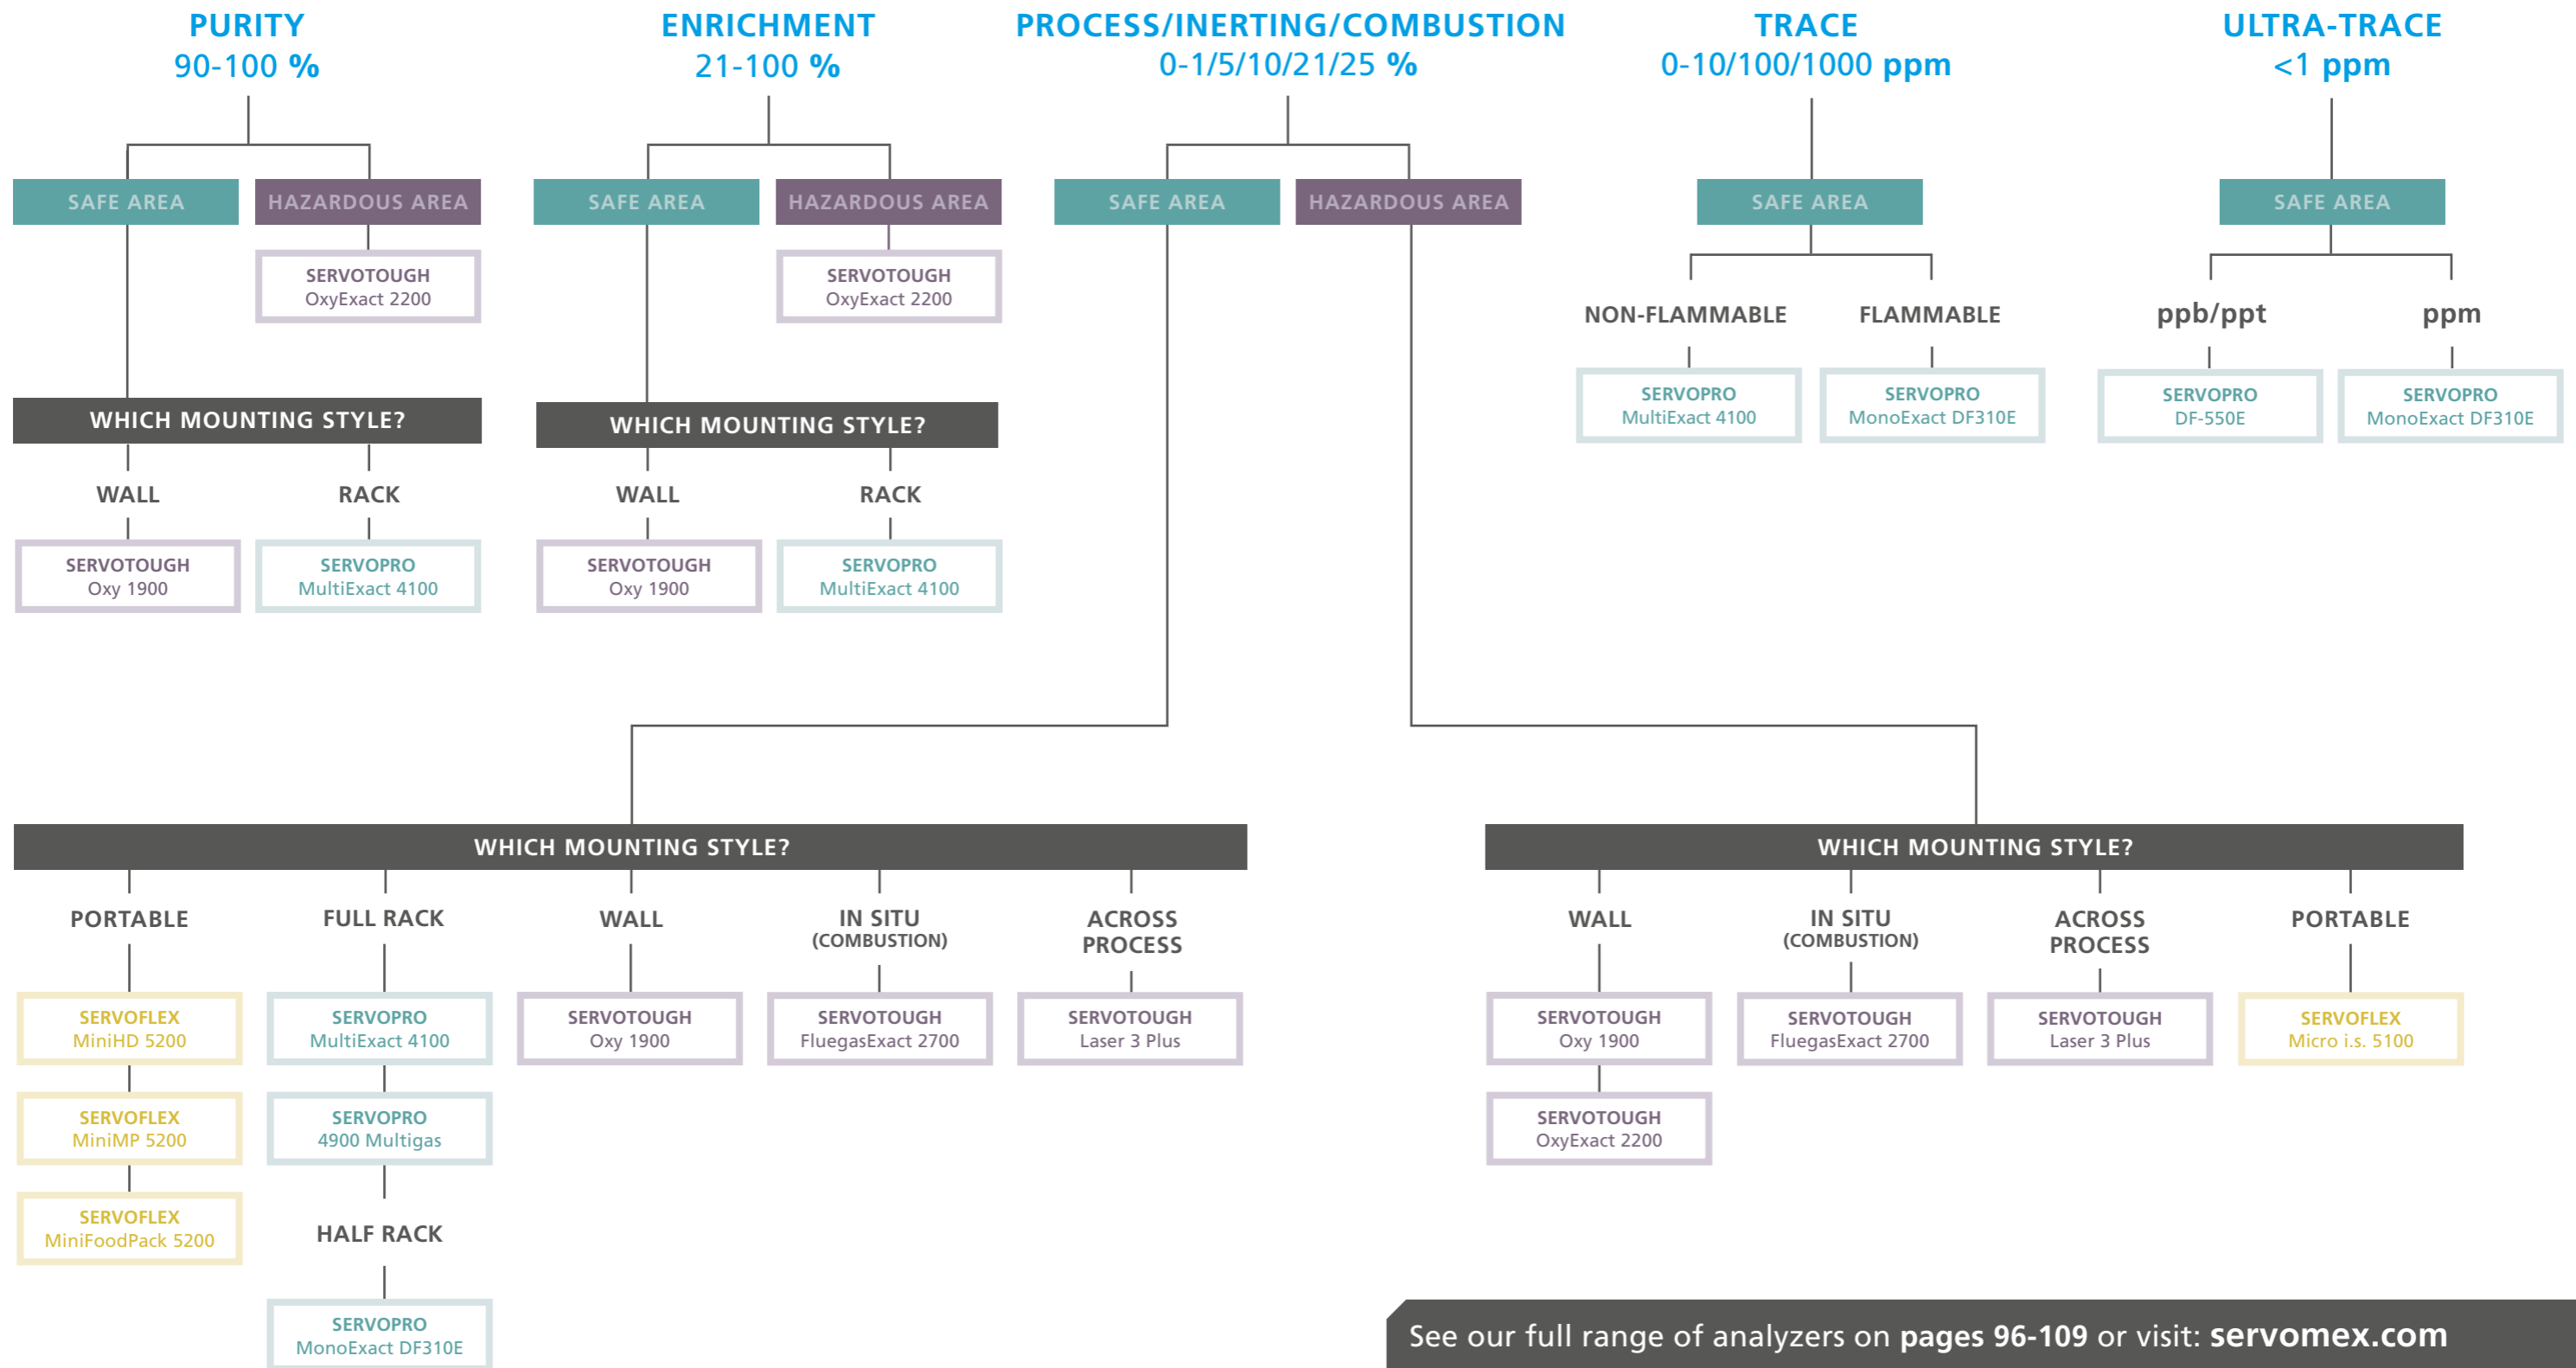 PURITY
90-100 %
ENRICHMENT
21-100 %
PROCESS/INERTING/COMBUSTION
0-1/5/10/21/25 %
TRACE
0-10/100/1000 ppm
ULTRA-TRACE
<1 ppm
SAFE AREA
HAZARDOUS AREA
SAFE AREA
HAZARDOUS AREA
SAFE AREA
HAZARDOUS AREA
SAFE AREA
SAFE AREA
SERVOTOUGH
OxyExact 2200
SERVOTOUGH
OxyExact 2200
NON-FLAMMABLE
FLAMMABLE
ppb/ppt
ppm
SERVOPRO
MultiExact 4100
SERVOPRO
MonoExact DF310E
SERVOPRO
DF-550E
SERVOPRO
MonoExact DF310E
WHICH MOUNTING STYLE?
WALL
RACK
SERVOTOUGH
Oxy 1900
SERVOPRO
MultiExact 4100
WHICH MOUNTING STYLE?
WALL
RACK
SERVOTOUGH
Oxy 1900
SERVOPRO
MultiExact 4100
WHICH MOUNTING STYLE?
PORTABLE
SERVOFLEX
MiniHD 5200
SERVOFLEX
MiniMP 5200
SERVOFLEX
MiniFoodPack 5200
FULL RACK
SERVOPRO
MultiExact 4100
SERVOPRO
4900 Multigas
HALF RACK
SERVOPRO
MonoExact DF310E
WALL
SERVOTOUGH
Oxy 1900
IN SITU
(COMBUSTION)
SERVOTOUGH
FluegasExact 2700
ACROSS
PROCESS
SERVOTOUGH
Laser 3 Plus
WHICH MOUNTING STYLE?
WALL
SERVOTOUGH
Oxy 1900
SERVOTOUGH
OxyExact 2200
IN SITU
(COMBUSTION)
SERVOTOUGH
FluegasExact 2700
ACROSS
PROCESS
SERVOTOUGH
Laser 3 Plus
PORTABLE
SERVOFLEX
Micro i.s. 5100
See our full range of analyzers on pages 96-109 or visit: servomex.com